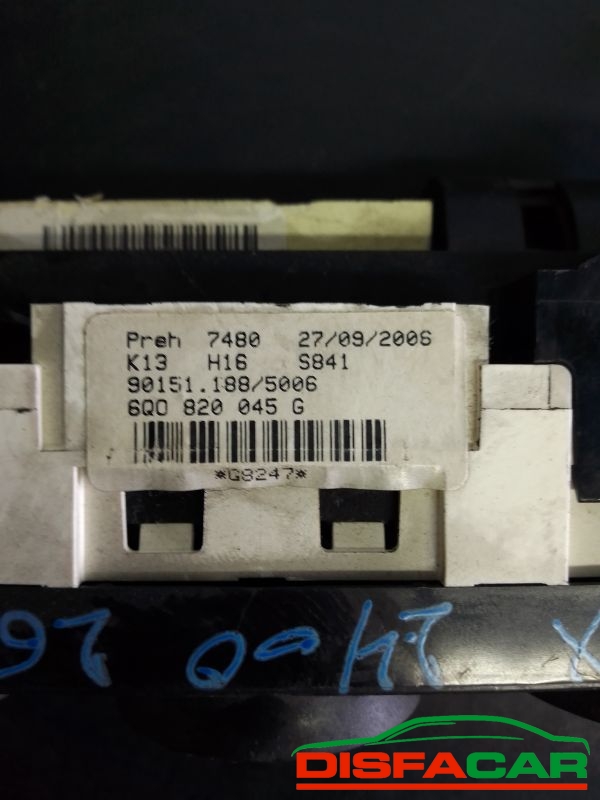 Preh 7480 27/09/2006
K13 H16 S841
90151.188/5006
6Q0 820 045 G
*G8247*
DISFACAR